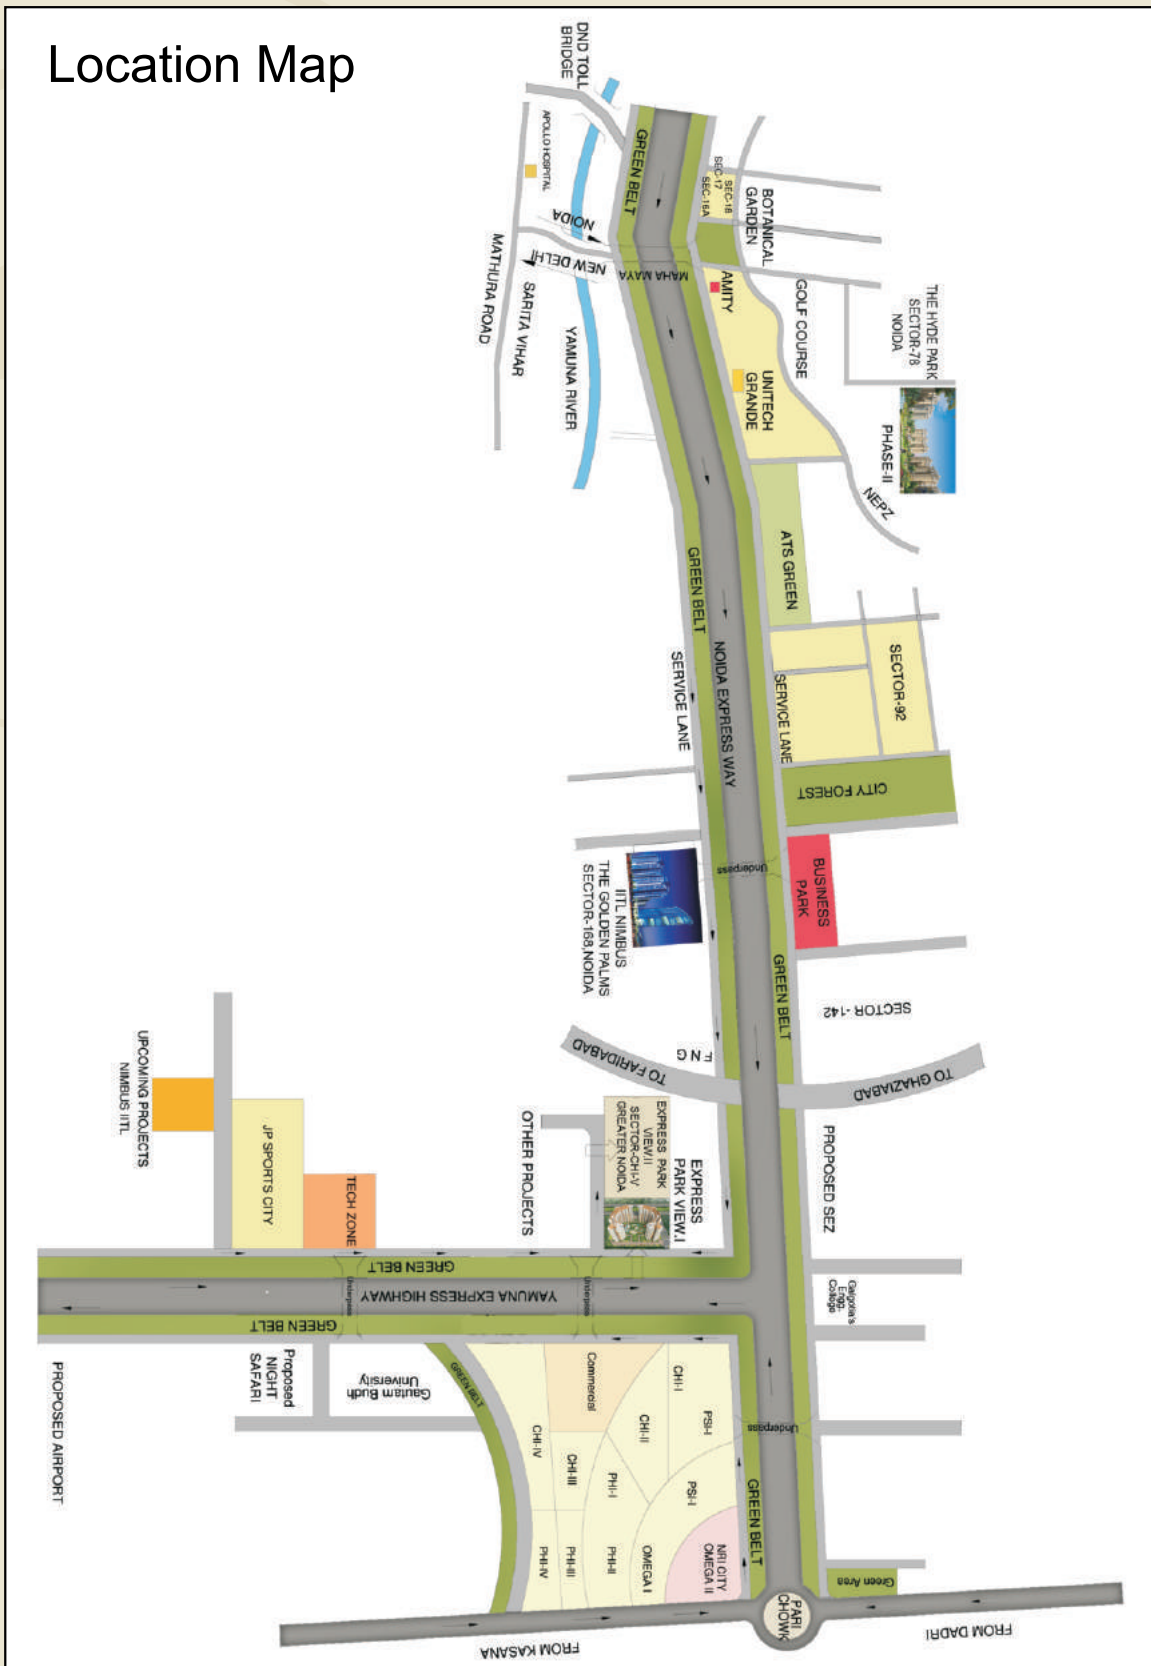 Location Map
DND TOLL
BRIDGE
APOLLO HOSPITAL
GREEN BELT
SEC-17
SEC-18
SEC-16A
BOTANICAL
GARDEN
NOIDA
NEW DELHI
MAHA MAYA
AMITY
GOLF COURSE
THE HYDE PARK
SECTOR-78
NOIDA
MATHURA ROAD
SARITA VIHAR
YAMUNA RIVER
UNITECH
GRANDE
PHASE-II
NEPZ
ATS GREEN
GREEN BELT
SERVICE LANE
NOIDA EXPRESS WAY
SERVICE LANE
SECTOR-92
CITY FOREST
Underpass
BUSINESS
PARK
IITL NIMBUS
THE GOLDEN PALMS
SECTOR-168,NOIDA
GREEN BELT
SECTOR -142
F N G
TO FARIDABAD
TO GHAZIABAD
UPCOMING PROJECTS
NIMBUS IITL
JP SPORTS CITY
TECH ZONE
OTHER PROJECTS
EXPRESS PARK
VIEW.II
SECTOR-CHI-V
GREATER NOIDA
EXPRESS
PARK VIEW.I
PROPOSED SEZ
GREEN BELT
Underpass
YAMUNA EXPRESS HIGHWAY
Underpass
GREEN BELT
Galgotia's
Engg.
College
PROPOSED AIRPORT
Proposed
NIGHT
SAFARI
Gautam Budh
University
GREEN BELT
Commercial
CHI-I
CHI-II
PSI-I
CHI-IV
CHI-III
PHI-I
PSI-I
Underpass
GREEN BELT
PHI-IV
PHI-III
PHI-II
OMEGA I
NRI CITY
OMEGA II
Green Area
PARI
CHOWK
FROM KASANA
FROM DADRI